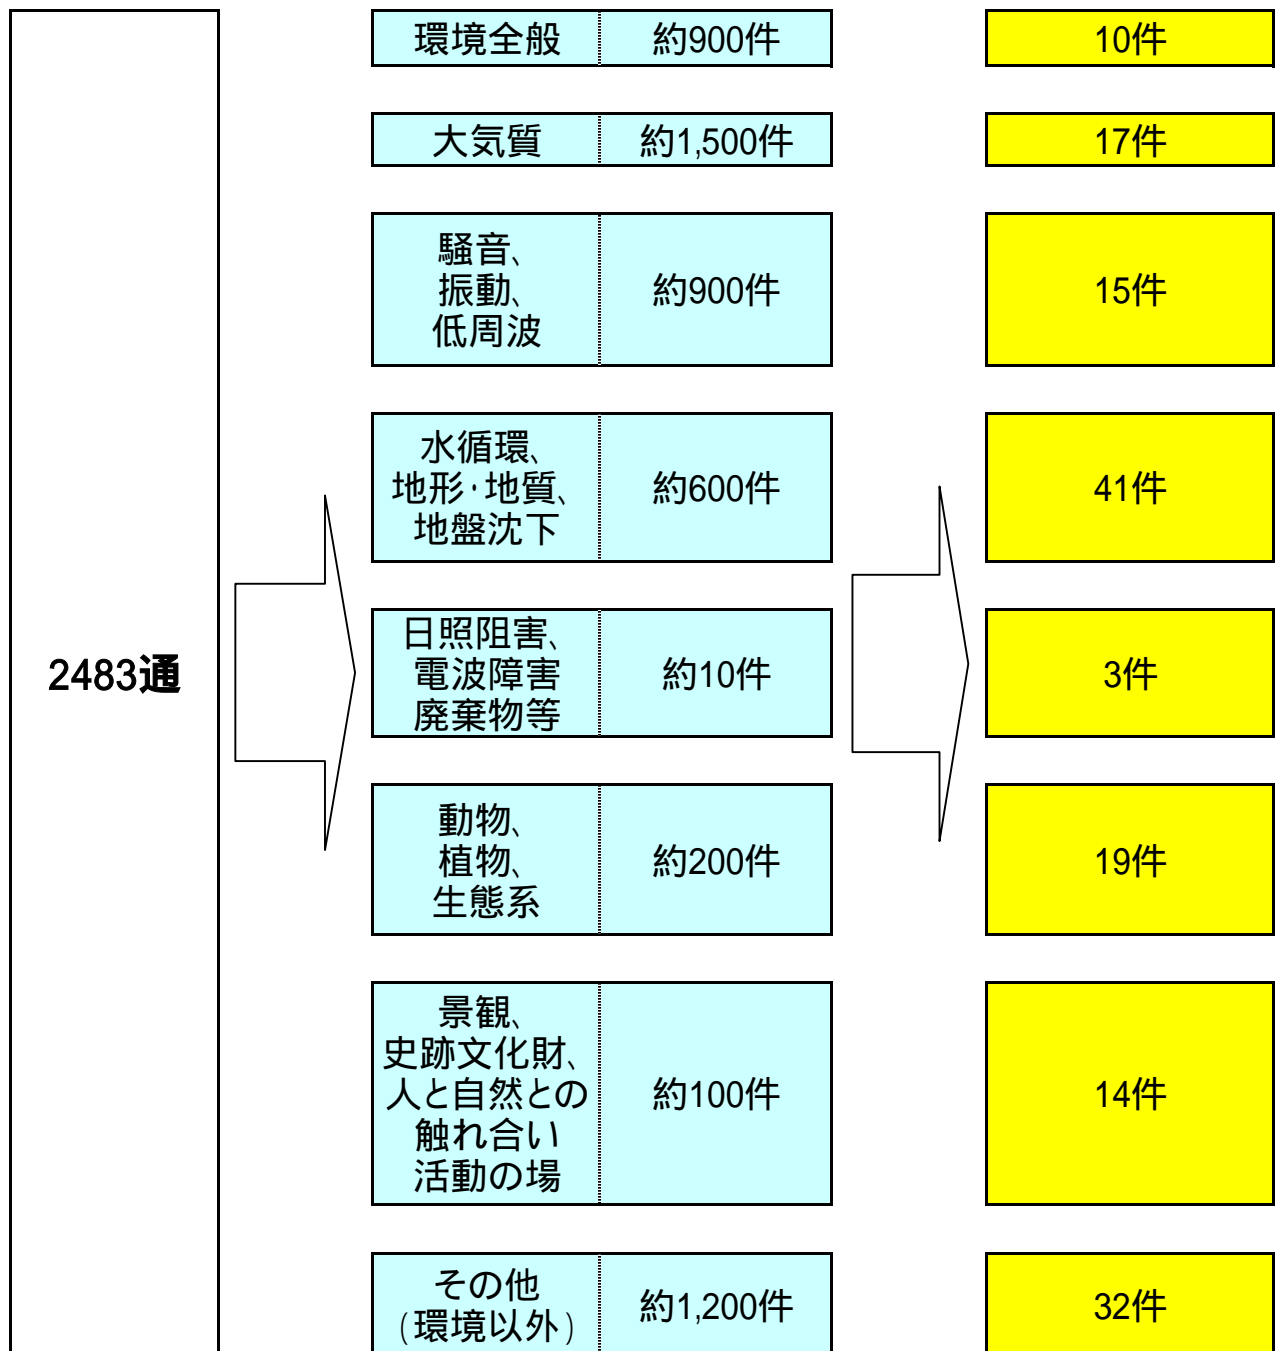 環境全般 約900件 10件
大気質 約1,500件 17件
騒音、
振動、
低周波
約900件
15件
水循環、
地形・地質、
地盤沈下
約600件
41件
2483通
日照阻害、
電波障害
廃棄物等
約10件
3件
動物、
植物、
生態系
約200件
19件
景観、
史跡文化財、
人と自然との
触れ合い
活動の場
約100件
14件
その他
(環境以外)
約1,200件
32件